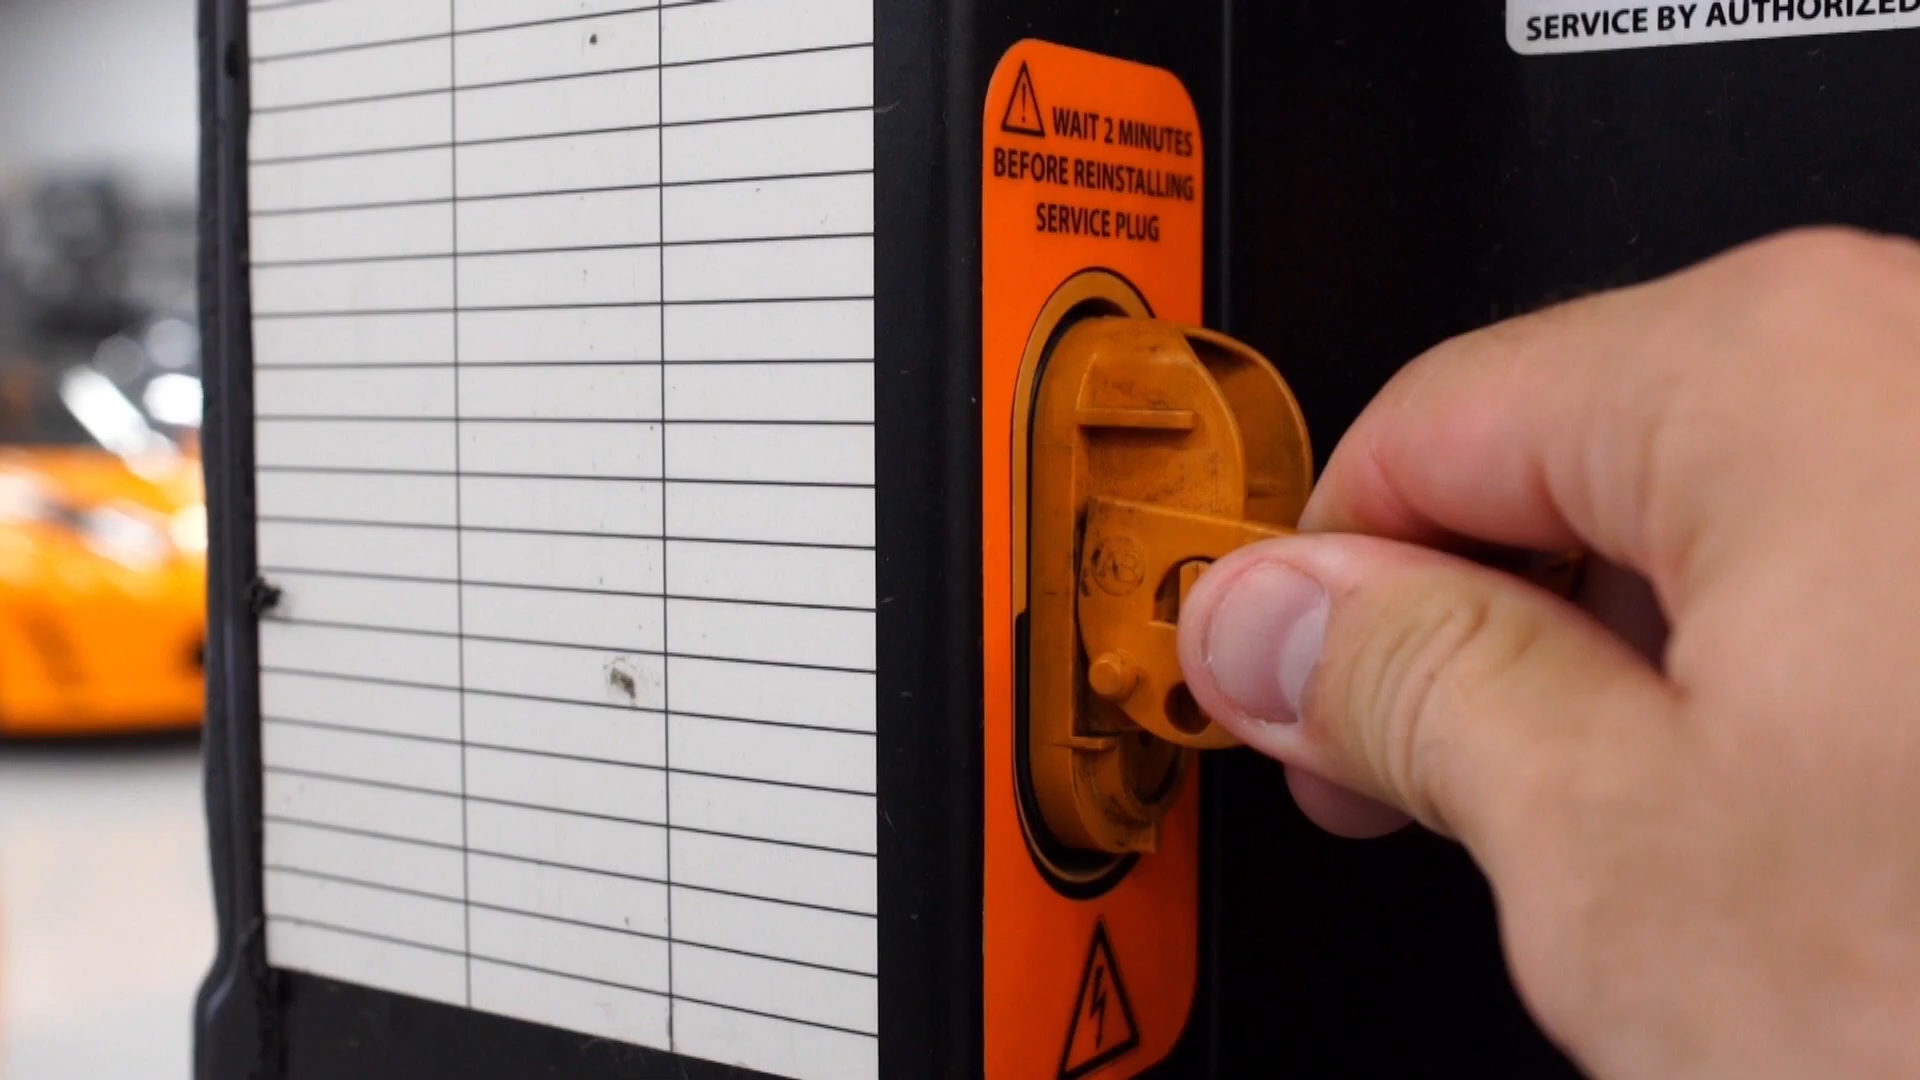 SERVICE BY AUTHORIZED
WAIT 2 MINUTES
BEFORE REINSTALLING
SERVICE PLUG
AB